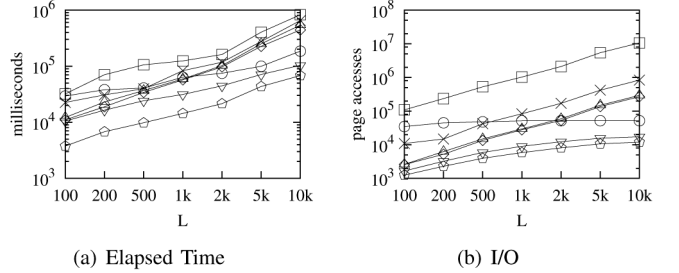 10^6
10^5
10^4
10^3
milliseconds
100 200 500 1k 2k 5k 10k
L
(a) Elapsed Time
10^8
10^7
10^6
10^5
10^4
10^3
page accesses
100 200 500 1k 2k 5k 10k
L
(b) I/O